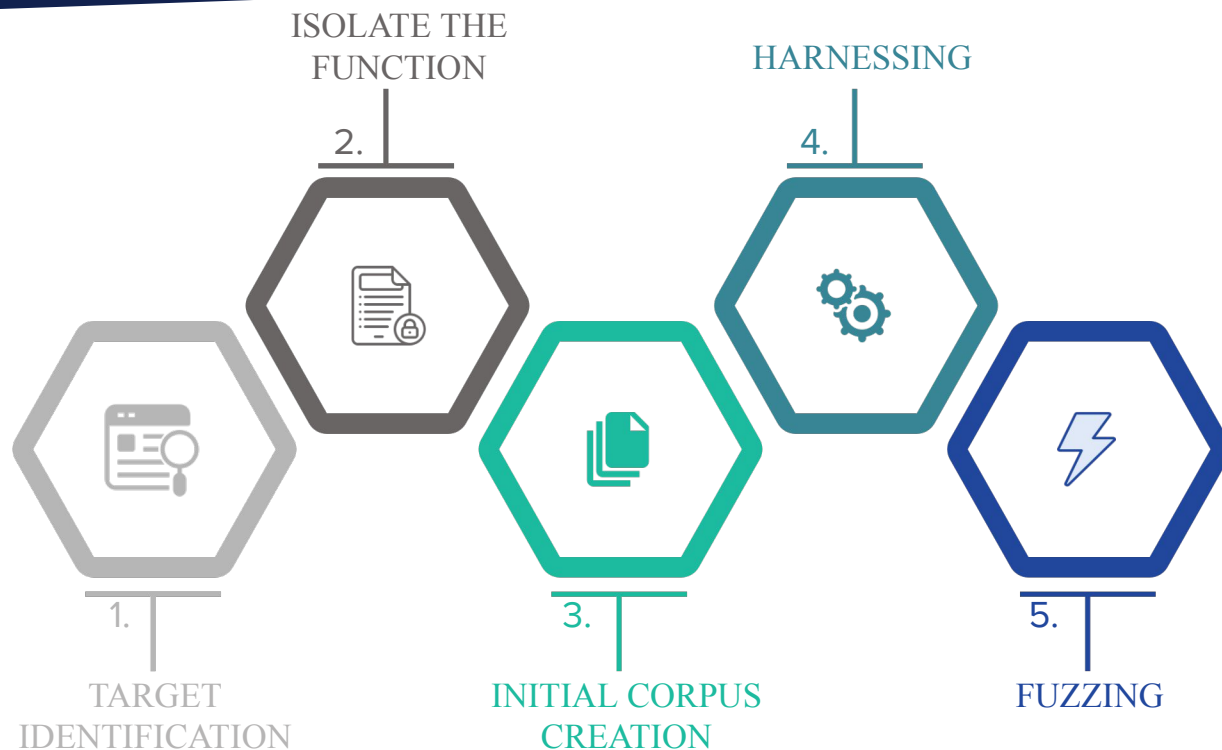 1.
TARGET
IDENTIFICATION
ISOLATE THE
FUNCTION
2.
3.
INITIAL CORPUS
CREATION
HARNESSING
4.
5.
FUZZING